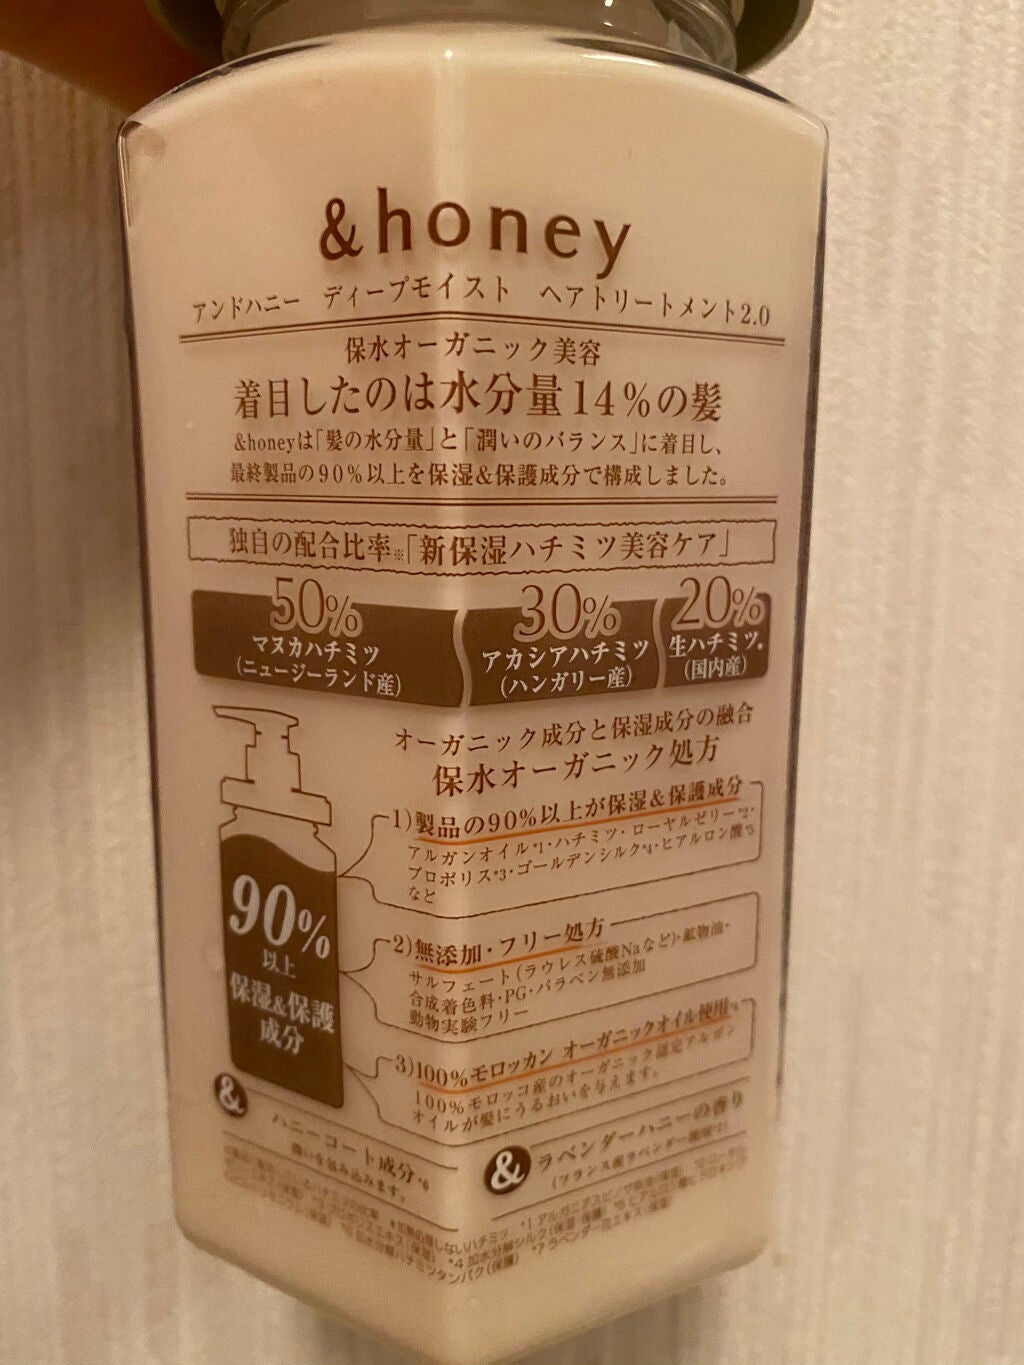 &honey
アンドハニー　ディープモイスト　ヘアトリートメント2.0
保水オーガニック美容
着目したのは水分量14%の髪
&honeyは「髪の水分量」と「潤いのバランス」に着目し、
最終製品の90%以上を保湿&保護成分で構成しました。
独自の配合比率※「新保湿ハチミツ美容ケア」
50%
マヌカハチミツ
(ニュージーランド産)
30%
アカシアハチミツ
(ハンガリー産)
20%
生ハチミツ
(国内産)
オーガニック成分と保湿成分の融合
保水オーガニック処方
90%
以上
保湿&保護
成分
1)製品の90%以上が保湿&保護成分
アルガンオイル*1・ハチミツ・ローヤルゼリー*2・
プロポリス*3・ゴールデンシルク*4・ヒアルロン酸*5
など
2)無添加・フリー処方
サルフェート(ラウレス硫酸Naなど)・鉱物油・
合成着色料・PG・パラベン無添加
動物実験フリー
3)100%モロッカン オーガニックオイル使用
100%モロッコ産のオーガニック認定アルガン
オイルが髪にうるおいを与えます。
&
ハニーコート成分*6
潤いを包み込みます。
&
ラベンダーハニーの香り